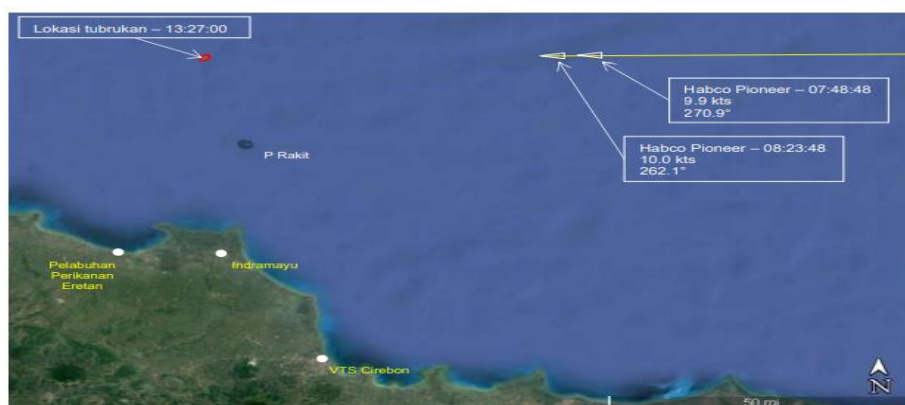 Lokasi tubrukan – 13:27:00
Habco Pioneer – 07:48:48
9.9 kts
270.9°
Habco Pioneer – 08:23:48
10.0 kts
262.1°
P Rakit
Pelabuhan
Perikanan
Eretan
Indramayu
VTS Cirebon
N
50 mi